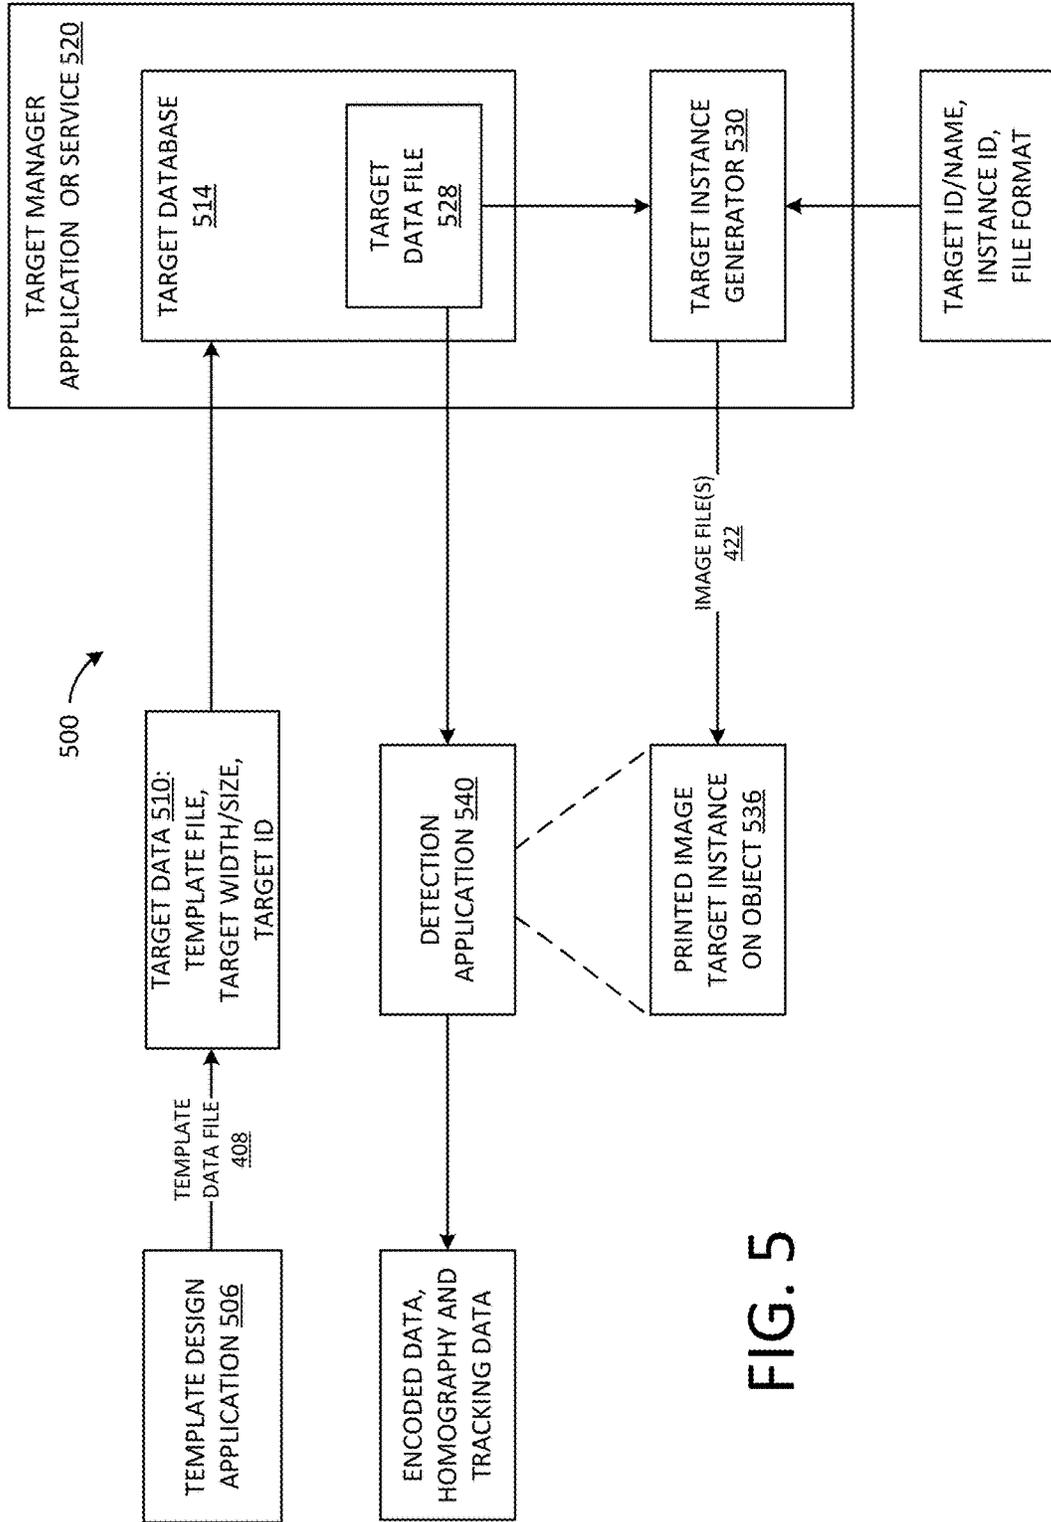 500
TEMPLATE DESIGN
APPLICATION 506
TEMPLATE
DATA FILE
408
TARGET DATA 510:
TEMPLATE FILE,
TARGET WIDTH/SIZE,
TARGET ID
TARGET MANAGER
APPPLICATION OR SERVICE 520
TARGET DATABASE
514
TARGET
DATA FILE
528
ENCODED DATA,
HOMOGRAPHY AND
TRACKING DATA
DETECTION
APPLICATION 540
PRINTED IMAGE
TARGET INSTANCE
ON OBJECT 536
IMAGE FILE(S)
422
TARGET INSTANCE
GENERATOR 530
TARGET ID/NAME,
INSTANCE ID,
FILE FORMAT
FIG. 5